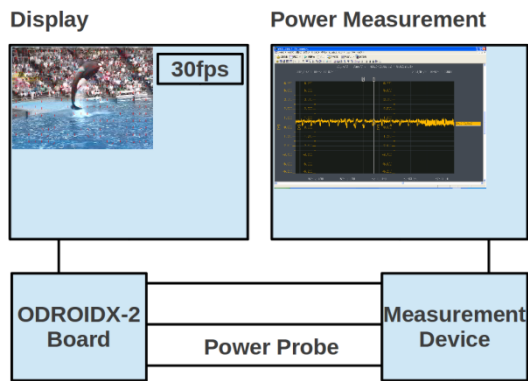 Display
Power Measurement
30fps
ODROIDX-2
Board
Power Probe
Measurement
Device